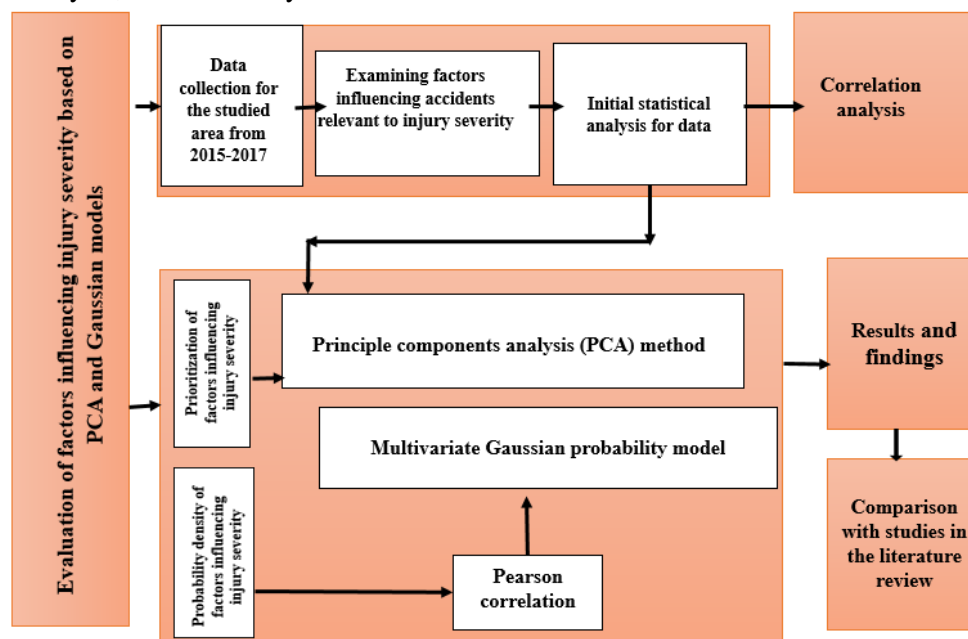 Evaluation of factors influencing injury severity based on
PCA and Gaussian models
Data
collection for
the studied
area from
2015-2017
Examining factors
influencing accidents
relevant to injury severity
Initial statistical
analysis for data
Correlation
analysis
Prioritization of
factors influencing
injury severity
Principle components analysis (PCA) method
Results and
findings
Multivariate Gaussian probability model
Probability density of
factors influencing
injury severity
Pearson
correlation
Comparison
with studies in
the literature
review